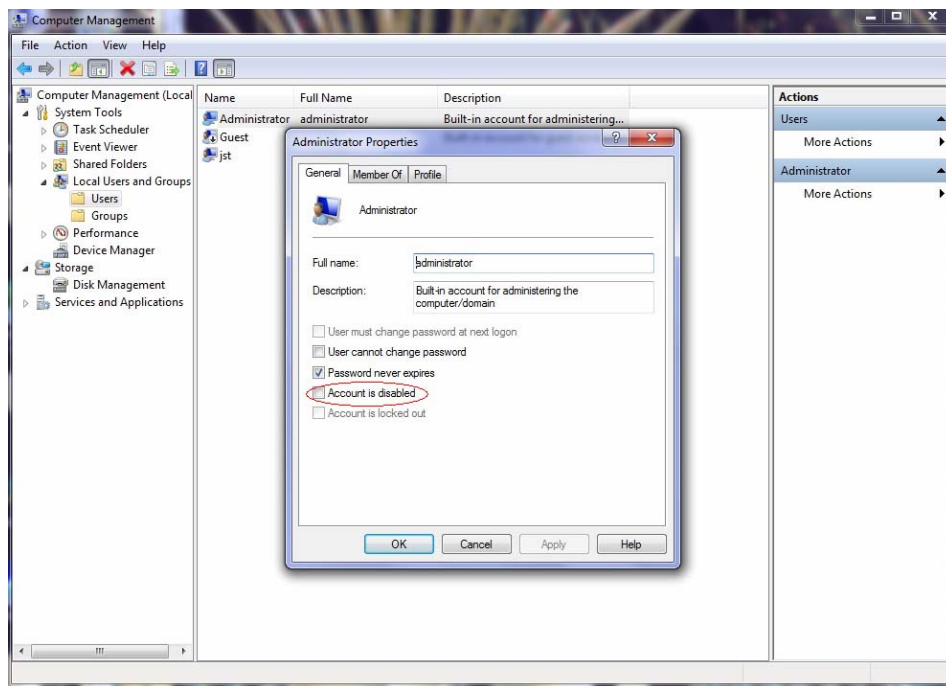 Computer Management
File Action View Help
Computer Management (Local
System Tools
Task Scheduler
Event Viewer
Shared Folders
Local Users and Groups
Users
Groups
Performance
Device Manager
Storage
Disk Management
Services and Applications
Name Full Name Description
Administrator administrator Built-in account for administering...
Guest
jst
Administrator Properties
General Member Of Profile
Administrator
Full name: administrator
Description: Built-in account for administering the
computer/domain
User must change password at next logon
User cannot change password
Password never expires
Account is disabled
Account is locked out
OK Cancel Apply Help
Actions
Users
More Actions
Administrator
More Actions